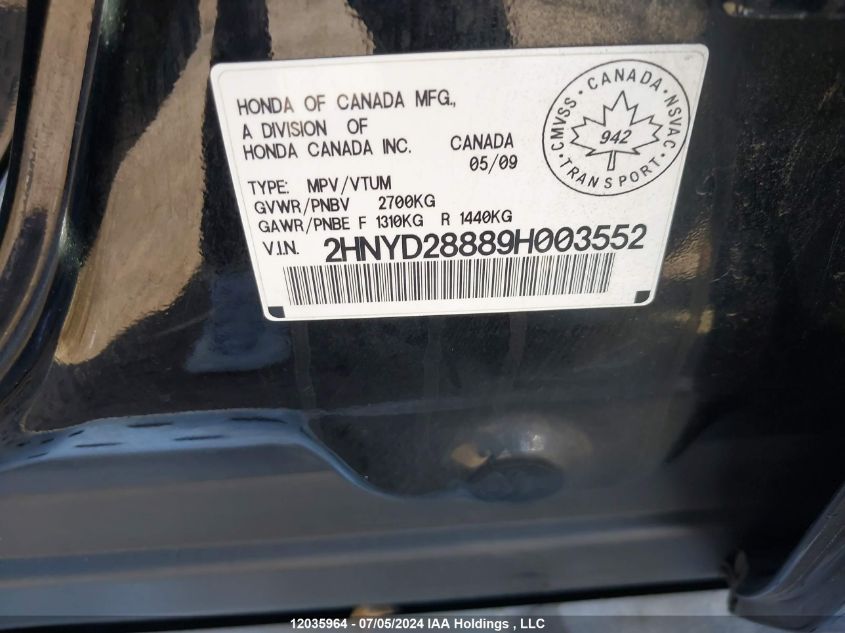 HONDA OF CANADA MFG.,
A DIVISION OF
HONDA CANADA INC. CANADA
05/09
TYPE: MPV/VTUM
GVWR/PNBV 2700KG
GAWR/PNBE F 1310KG R 1440KG
V.I.N. 2HNYD28889H003552
CANADA
CMVSS NSVAC
942
TRANSPORT
12035964 - 07/05/2024 IAA Holdings , LLC